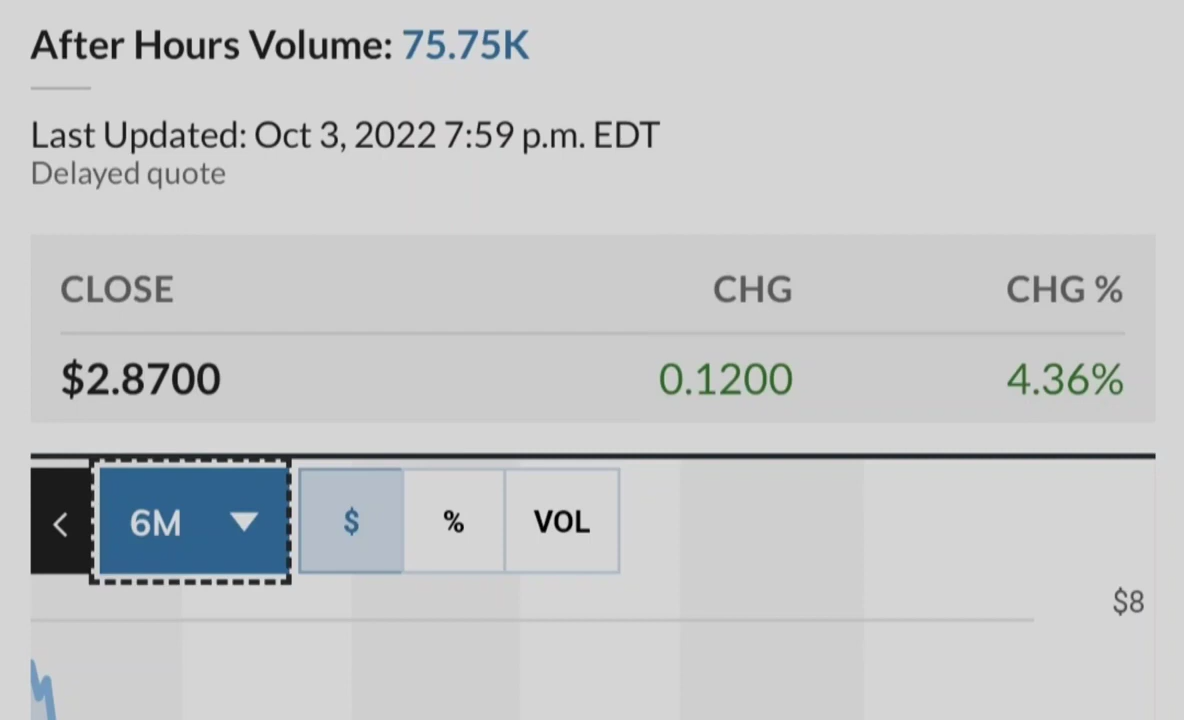 After Hours Volume: 75.75K
Last Updated: Oct 3, 2022 7:59 p.m. EDT
Delayed quote
CLOSE CHG CHG %
$2.8700 0.1200 4.36%
6M $ % VOL
$8